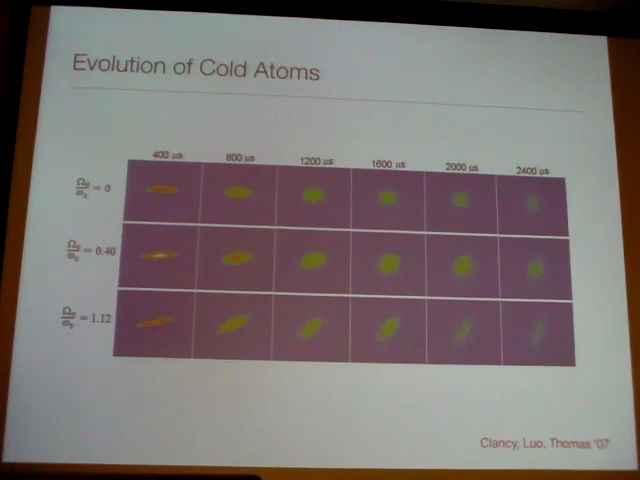 Evolution of Cold Atoms
400 µs 800 µs 1200 µs 1600 µs 2000 µs 2400 µs
Ω₀/ω_z = 0
Ω₀/ω_z = 0.40
Ω₀/ω_z = 1.12
Clancy, Luo, Thomas '07